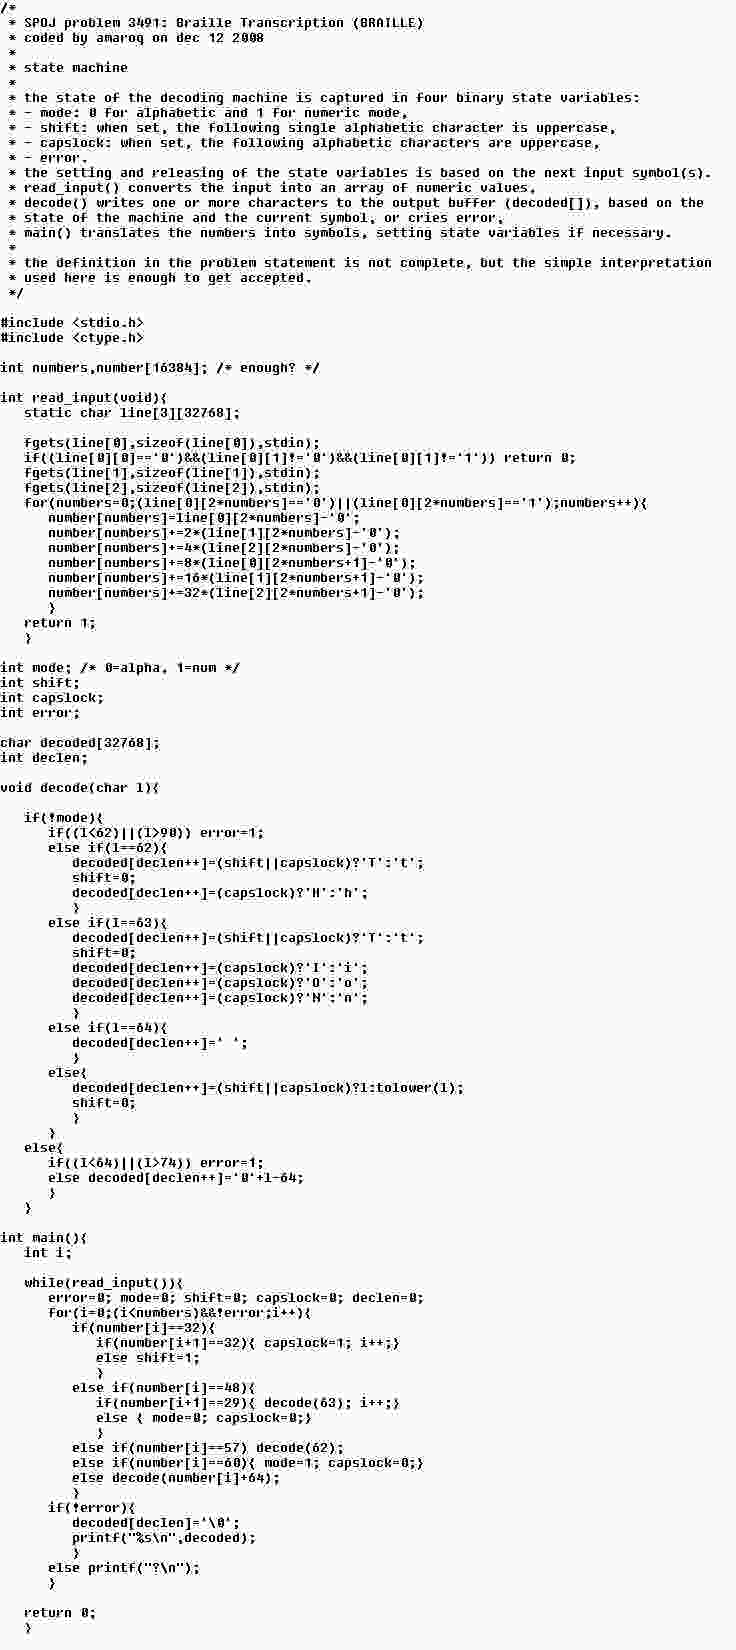 /*
 * SPOJ problem 3491: Braille Transcription (BRAILLE)
 * coded by amaroq on dec 12 2008
 *
 * state machine
 *
 * the state of the decoding machine is captured in four binary state variables:
 * - mode: 0 for alphabetic and 1 for numeric mode,
 * - shift: when set, the following single alphabetic character is uppercase,
 * - capslock: when set, the following alphabetic characters are uppercase,
 * - error.
 * the setting and releasing of the state variables is based on the next input symbol(s).
 * read_input() converts the input into an array of numeric values,
 * decode() writes one or more characters to the output buffer (decoded[]), based on the
 * state of the machine and the current symbol, or cries error,
 * main() translates the numbers into symbols, setting state variables if necessary.
 *
 * the definition in the problem statement is not complete, but the simple interpretation
 * used here is enough to get accepted.
 */

#include <stdio.h>
#include <ctype.h>

int numbers,number[16384]; /* enough? */

int read_input(void){
   static char line[3][32768];

   fgets(line[0],sizeof(line[0]),stdin);
   if((line[0][0]=='0')&&(line[0][1]!='0')&&(line[0][1]!='1')) return 0;
   fgets(line[1],sizeof(line[1]),stdin);
   fgets(line[2],sizeof(line[2]),stdin);
   for(numbers=0;(line[0][2*numbers]=='0')||(line[0][2*numbers]=='1');numbers++){
      number[numbers]=line[0][2*numbers]-'0';
      number[numbers]+=2*(line[1][2*numbers]-'0');
      number[numbers]+=4*(line[2][2*numbers]-'0');
      number[numbers]+=8*(line[0][2*numbers+1]-'0');
      number[numbers]+=16*(line[1][2*numbers+1]-'0');
      number[numbers]+=32*(line[2][2*numbers+1]-'0');
      }
   return 1;
   }

int mode; /* 0=alpha, 1=num */
int shift;
int capslock;
int error;

char decoded[32768];
int declen;

void decode(char l){

   if(!mode){
      if((l<62)||(l>90)) error=1;
      else if(l==62){
         decoded[declen++]=(shift||capslock)?'T':'t';
         shift=0;
         decoded[declen++]=(capslock)?'H':'h';
         }
      else if(l==63){
         decoded[declen++]=(shift||capslock)?'T':'t';
         shift=0;
         decoded[declen++]=(capslock)?'I':'i';
         decoded[declen++]=(capslock)?'O':'o';
         decoded[declen++]=(capslock)?'N':'n';
         }
      else if(l==64){
         decoded[declen++]=' ';
         }
      else{
         decoded[declen++]=(shift||capslock)?l:tolower(l);
         shift=0;
         }
      }
   else{
      if((l<64)||(l>74)) error=1;
      else decoded[declen++]='0'+l-64;
      }
   }

int main(){
   int i;

   while(read_input()){
      error=0; mode=0; shift=0; capslock=0; declen=0;
      for(i=0;(i<numbers)&&!error;i++){
         if(number[i]==32){
            if(number[i+1]==32){ capslock=1; i++;}
            else shift=1;
            }
         else if(number[i]==48){
            if(number[i+1]==29){ decode(63); i++;}
            else { mode=0; capslock=0;}
            }
         else if(number[i]==57) decode(62);
         else if(number[i]==60){ mode=1; capslock=0;}
         else decode(number[i]+64);
         }
      if(!error){
         decoded[declen]='\0';
         printf("%s\n",decoded);
         }
      else printf("?\n");
      }

   return 0;
   }